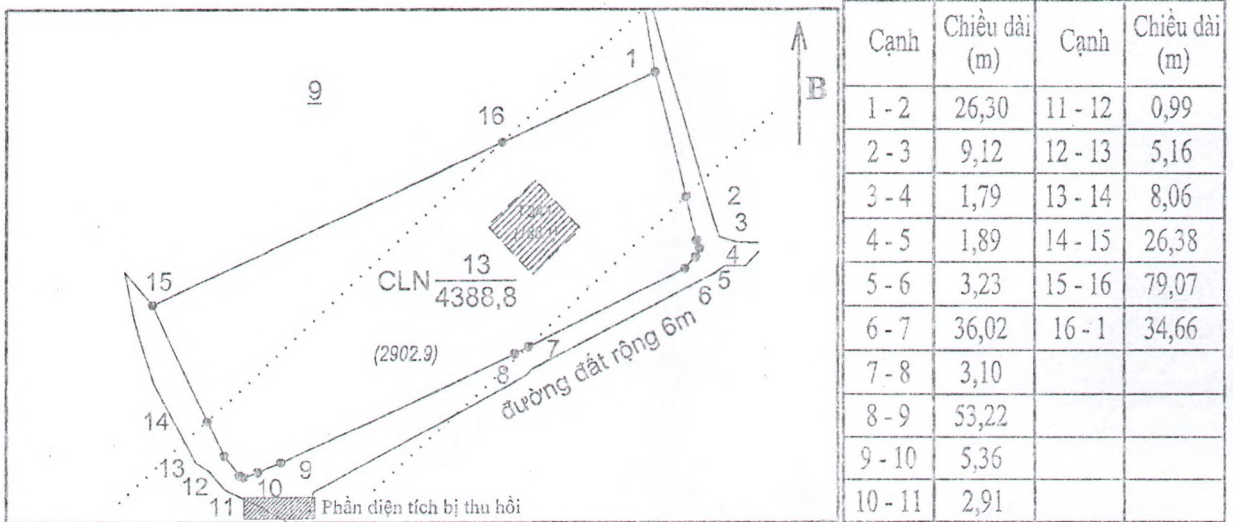 9
1
16
B
2
3
15
CLN 13
4388,8
4
5
6
(2902.9)
7
8
đường đất rộng 6m
14
13
12
11
10
9
Phần diện tích bị thu hồi
Cạnh Chiều dài (m) Cạnh Chiều dài (m)
1 - 2 26,30 11 - 12 0,99
2 - 3 9,12 12 - 13 5,16
3 - 4 1,79 13 - 14 8,06
4 - 5 1,89 14 - 15 26,38
5 - 6 3,23 15 - 16 79,07
6 - 7 36,02 16 - 1 34,66
7 - 8 3,10
8 - 9 53,22
9 - 10 5,36
10 - 11 2,91